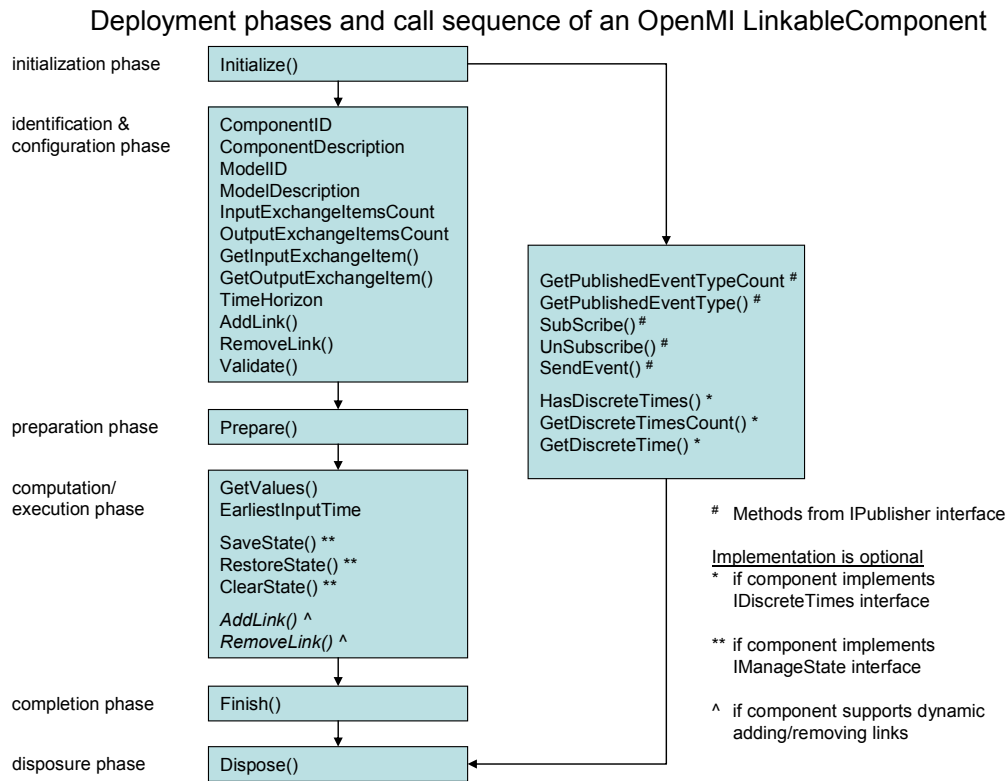 Deployment phases and call sequence of an OpenMI LinkableComponent
initialization phase
Initialize()
identification &
configuration phase
ComponentID
ComponentDescription
ModelID
ModelDescription
InputExchangeItemsCount
OutputExchangeItemsCount
GetInputExchangeItem()
GetOutputExchangeItem()
TimeHorizon
AddLink()
RemoveLink()
Validate()
GetPublishedEventTypeCount #
GetPublishedEventType() #
SubScribe() #
UnSubscribe() #
SendEvent() #
HasDiscreteTimes() *
GetDiscreteTimesCount() *
GetDiscreteTime() *
preparation phase
Prepare()
computation/
execution phase
GetValues()
EarliestInputTime
SaveState() **
RestoreState() **
ClearState() **
AddLink() ^
RemoveLink() ^
# Methods from IPublisher interface
Implementation is optional
* if component implements
IDiscreteTimes interface
** if component implements
IManageState interface
^ if component supports dynamic
adding/removing links
completion phase
Finish()
disposure phase
Dispose()